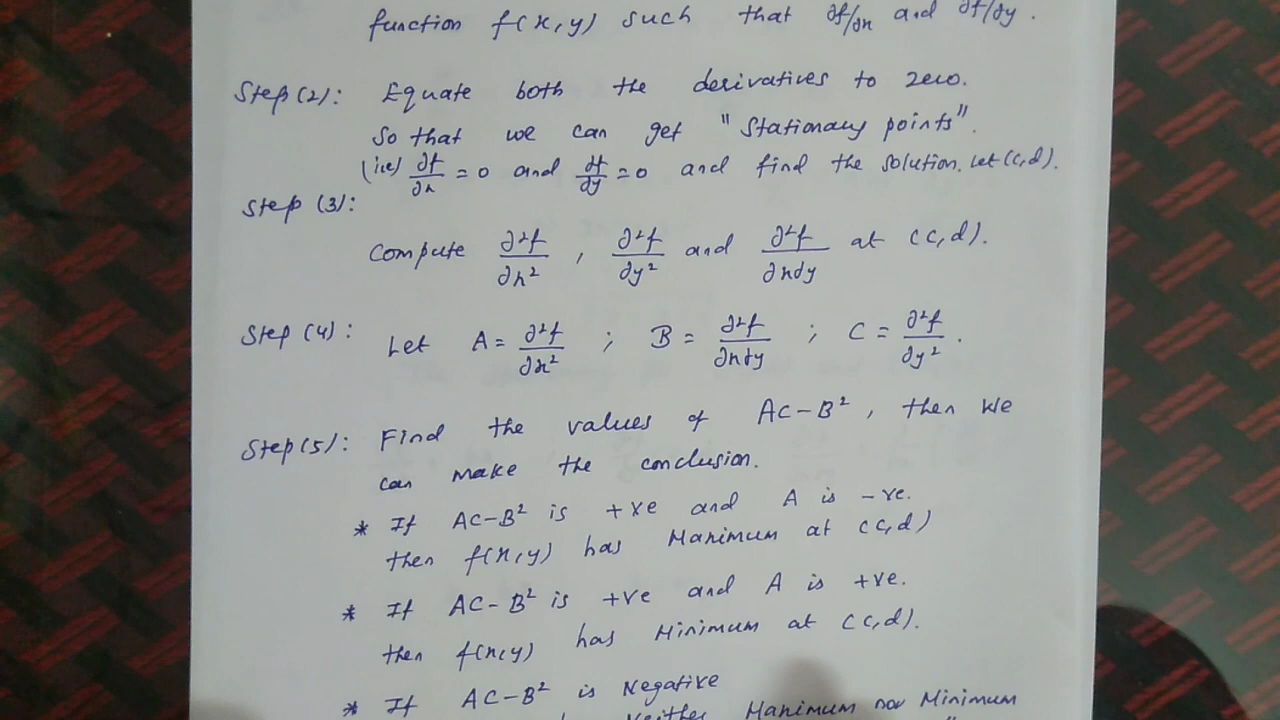 function f(x,y) such that ∂f/∂x and ∂f/∂y.
Step(2): Equate both the derivatives to zero.
So that we can get "Stationary points".
(ie) ∂f/∂x = 0 and ∂f/∂y = 0 and find the solution. Let (c,d).
Step (3):
Compute ∂²f/∂x² , ∂²f/∂y² and ∂²f/∂x∂y at (c,d).
Step (4): Let A = ∂²f/∂x² ; B = ∂²f/∂x∂y ; C = ∂²f/∂y² .
Step(5): Find the values of AC-B², then We
can make the conclusion.
* If AC-B² is +ve and A is -ve.
then f(x,y) has Maximum at (c,d)
* If AC-B² is +ve and A is +ve.
then f(x,y) has Minimum at (c,d).
* If AC-B² is Negative
Neither Maximum nor Minimum